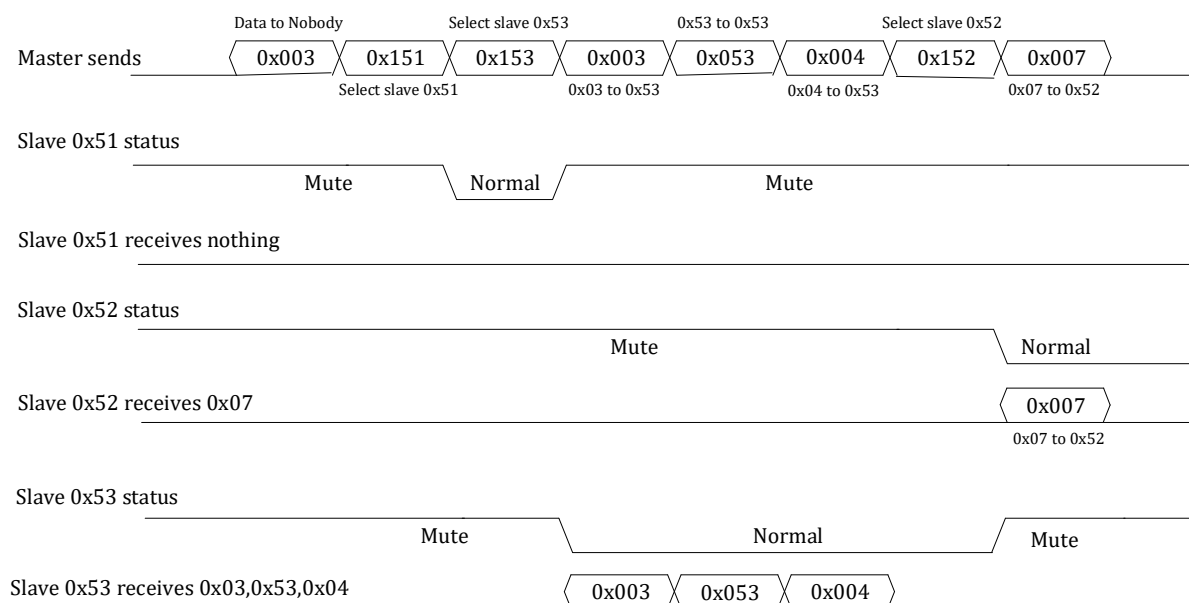 Data to Nobody Select slave 0x53 0x53 to 0x53 Select slave 0x52
Master sends 0x003 0x151 0x153 0x003 0x053 0x004 0x152 0x007
Select slave 0x51 0x03 to 0x53 0x04 to 0x53 0x07 to 0x52
Slave 0x51 status
Mute Normal Mute
Slave 0x51 receives nothing
Slave 0x52 status
Mute Normal
Slave 0x52 receives 0x07 0x007
0x07 to 0x52
Slave 0x53 status
Mute Normal Mute
Slave 0x53 receives 0x03,0x53,0x04 0x003 0x053 0x004